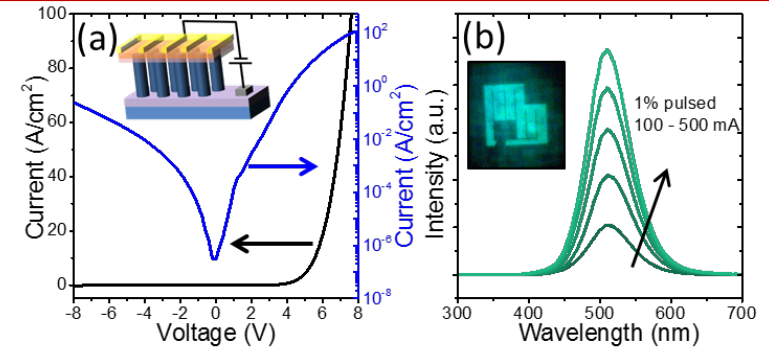 (a)
Current (A/cm²)
100
80
60
40
20
0
-8 -6 -4 -2 0 2 4 6 8
Voltage (V)
10²
10⁰
10⁻²
10⁻⁴
10⁻⁶
10⁻⁸
Current (A/cm²)
(b)
Intensity (a.u.)
1% pulsed
100 - 500 mA
300 400 500 600 700
Wavelength (nm)